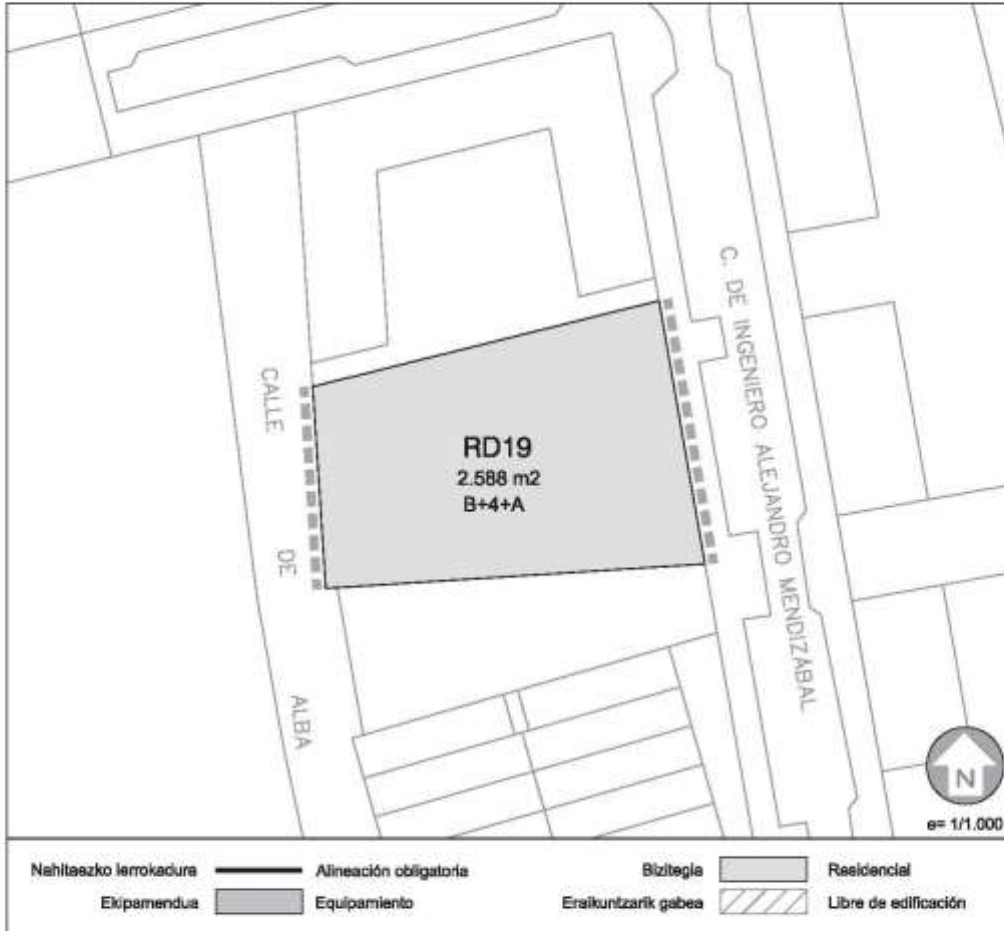 C. DE INGENIERO ALEJANDRO MENDIZÁBAL
CALLE DE ALBA
RD19
2.588 m2
B+4+A
N
e= 1/1.000
Nahitaezko lerrokadura Alineación obligatoria Bizitegia Residencial
Ekipamendua Equipamiento Eraikuntzarik gabea Libre de edificación